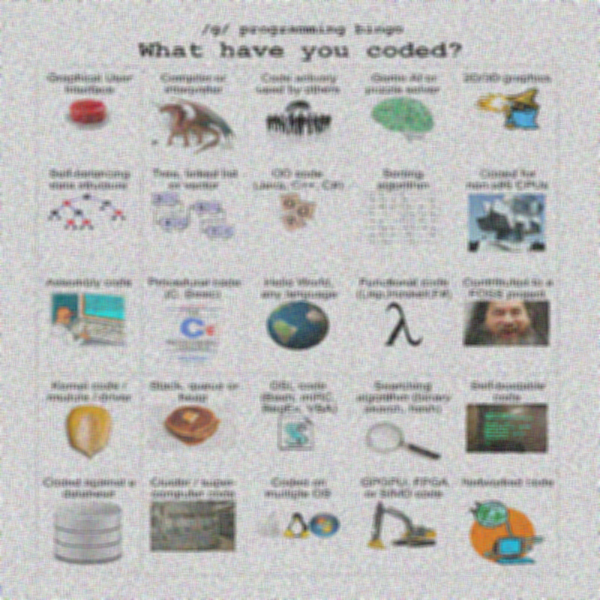 /g/ programming bingo
What have you coded?
Graphical User
Interface
Compiler or
interpreter
Code actively
used by others
Game AI or
puzzle solver
2D/3D graphics
Self-balancing
data structure
Tree, linked list
or vector
OO code
(Java, C++, C#)
Sorting
algorithm
Coded for
non-x86 CPUs
Assembly code
Procedural code
(C, Basic)
Hello World,
any language
Functional code
(Lisp, Haskell, F#)
Contributed to a
FOSS project
Kernel code /
module / driver
Stack, queue or
heap
DSL code
(Bash, mIRC,
RegEx, VBA)
Searching
algorithm (binary
search, hash)
Self-bootable
code
Coded against a
database
Cluster / super-
computer code
Coded on
multiple OS
GPGPU, FPGA
or SIMD code
Networked code